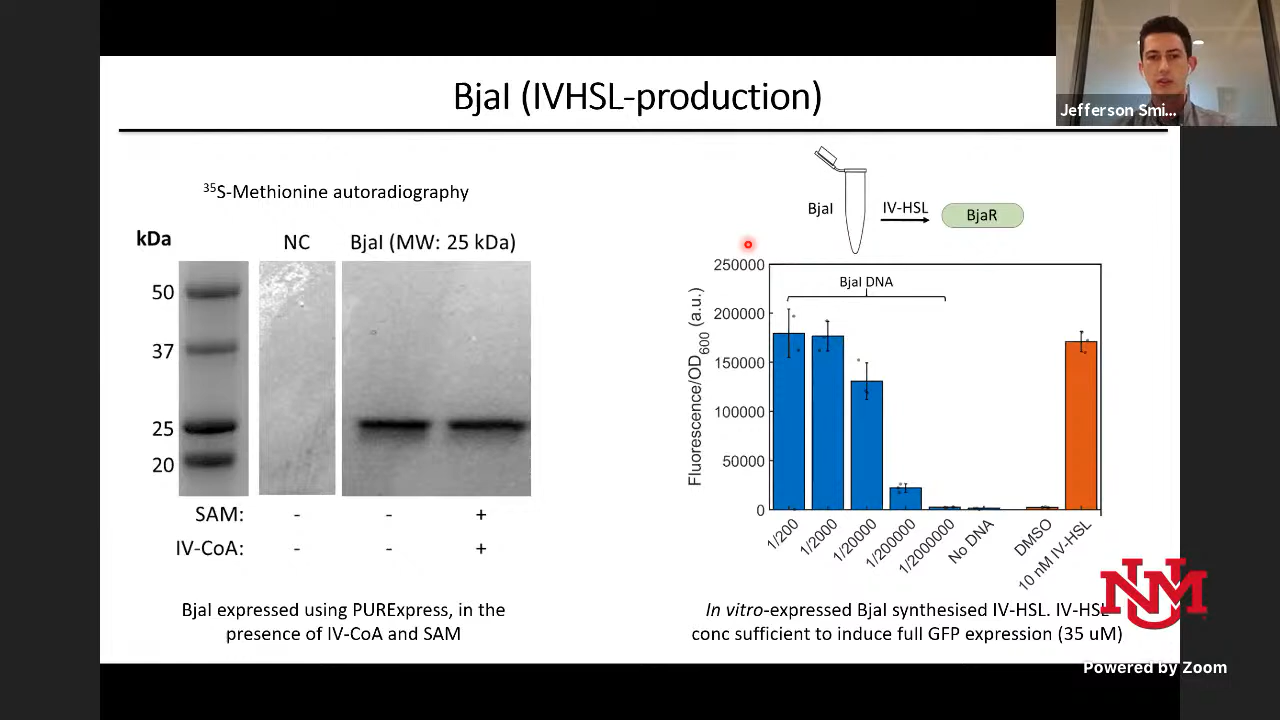 BjaI (IVHSL-production)
Jefferson Smi...
35S-Methionine autoradiography
kDa
NC
BjaI (MW: 25 kDa)
50
37
25
20
SAM: - - +
IV-CoA: - - +
BjaI expressed using PURExpress, in the
presence of IV-CoA and SAM
BjaI
IV-HSL
BjaR
BjaI DNA
Fluorescence/OD600 (a.u.)
250000
200000
150000
100000
50000
0
1/200
1/2000
1/20000
1/200000
1/2000000
No DNA
DMSO
10 nM IV-HSL
In vitro-expressed BjaI synthesised IV-HSL. IV-HSL
conc sufficient to induce full GFP expression (35 uM)
UNM
Powered by Zoom